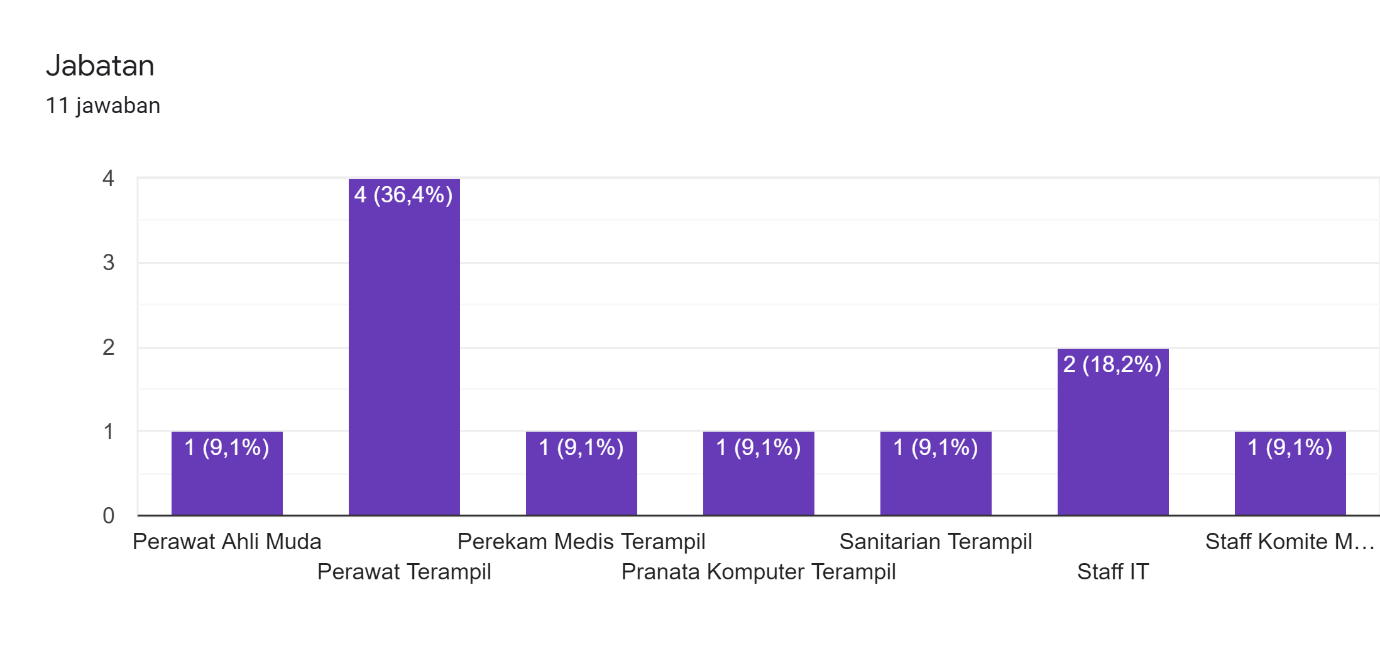 Jabatan
11 jawaban
4
3
2
1
0
1 (9,1%)
4 (36,4%)
1 (9,1%)
1 (9,1%)
1 (9,1%)
2 (18,2%)
1 (9,1%)
Perawat Ahli Muda
Perawat Terampil
Perekam Medis Terampil
Pranata Komputer Terampil
Sanitarian Terampil
Staff IT
Staff Komite M…